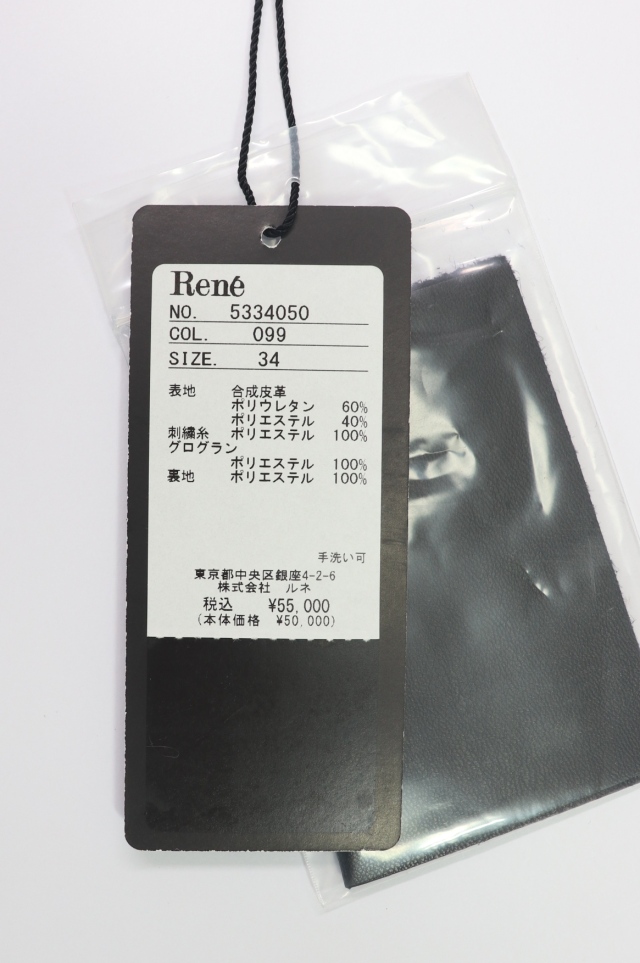 René
NO. 5334050
COL. 099
SIZE. 34
表地 合成皮革
ポリウレタン 60%
ポリエステル 40%
刺繍糸 ポリエステル 100%
グログラン
ポリエステル 100%
裏地 ポリエステル 100%
手洗い可
東京都中央区銀座4-2-6
株式会社 ルネ
税込 ¥55,000
(本体価格 ¥50,000)